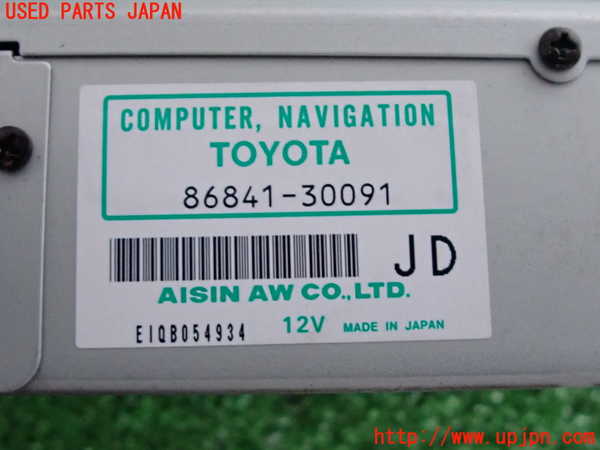 USED PARTS JAPAN
COMPUTER, NAVIGATION
TOYOTA
86841-30091
JD
AISIN AW CO.,LTD.
EIQB054934 12V MADE IN JAPAN
http://www.upjpn.com